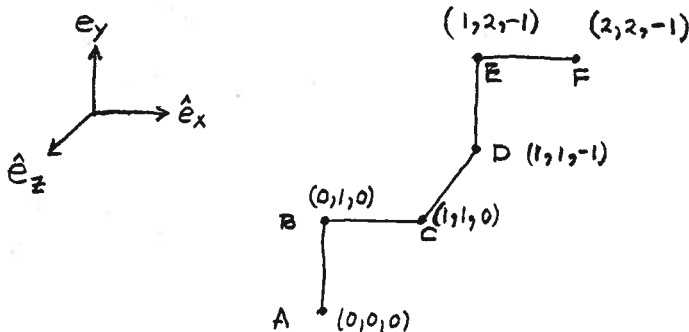 (1,2,-1) (2,2,-1)
e_y
E F
ê_x
D (1,1,-1)
ê_z
(0,1,0)
B C (1,1,0)
A (0,0,0)